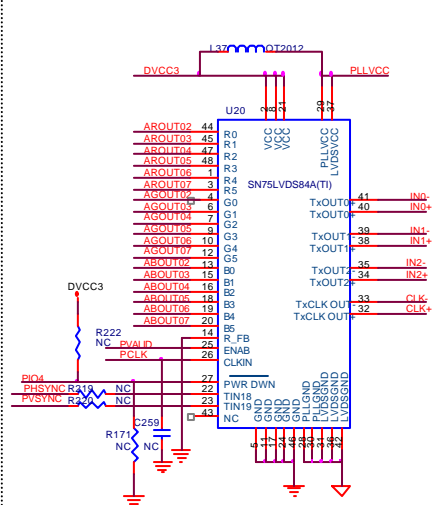 L37 QT2012
DVCC3 PLLVCC
U20
2 8 21 29 37
VCC VCC VCC PLLVCC LVDSVCC
SN75LVDS84A(TI)
AROUT02 44 R0
AROUT03 45 R1
AROUT04 47 R2
AROUT05 48 R3
AROUT06 1 R4
AROUT07 3 R5
AGOUT02 4 G0
AGOUT03 6 G1
AGOUT04 7 G2
AGOUT05 9 G3
AGOUT06 10 G4
AGOUT07 12 G5
ABOUT02 13 B0
ABOUT03 15 B1
ABOUT04 16 B2
ABOUT05 18 B3
ABOUT06 19 B4
ABOUT07 20 B5
14 R_FB
PVALID 25 ENAB
PCLK 26 CLKIN
PIO4 27 PWR DWN
PHSYNC R219 NC 22 TIN18
PVSYNC R220 NC 23 TIN19
43 NC
TxOUT0- 41 IN0-
TxOUT0+ 40 IN0+
TxOUT1- 39 IN1-
TxOUT1+ 38 IN1+
TxOUT2- 35 IN2-
TxOUT2+ 34 IN2+
TxCLK OUT- 33 CLK-
TxCLK OUT+ 32 CLK+
DVCC3
R222
NC
C259
NC
R171
NC
GND GND GND GND GND PLLGND PLLGND LVDSGND LVDSGND LVDSGND
5 11 17 24 46 28 30 31 36 42